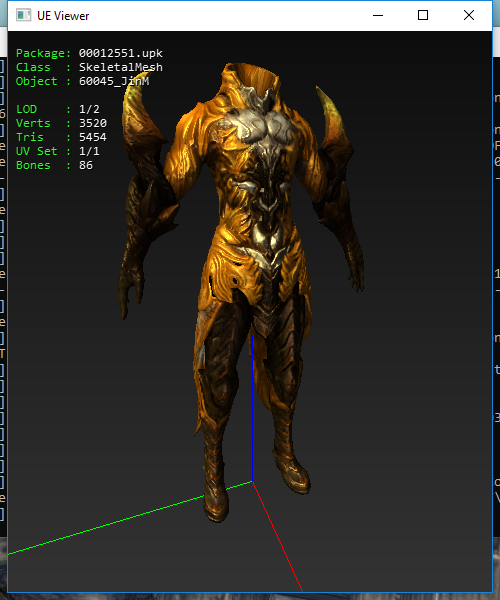 UE Viewer
Package: 00012551.upk
Class : SkeletalMesh
Object : 60045_JinM
LOD : 1/2
Verts : 3520
Tris : 5454
UV Set : 1/1
Bones : 86